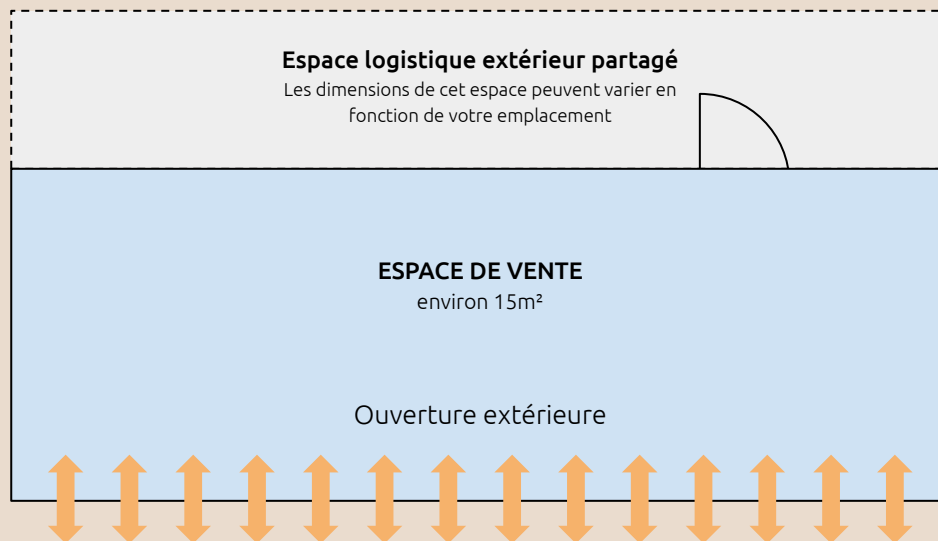 Espace logistique extérieur partagé
Les dimensions de cet espace peuvent varier en
fonction de votre emplacement
ESPACE DE VENTE
environ 15m²
Ouverture extérieure